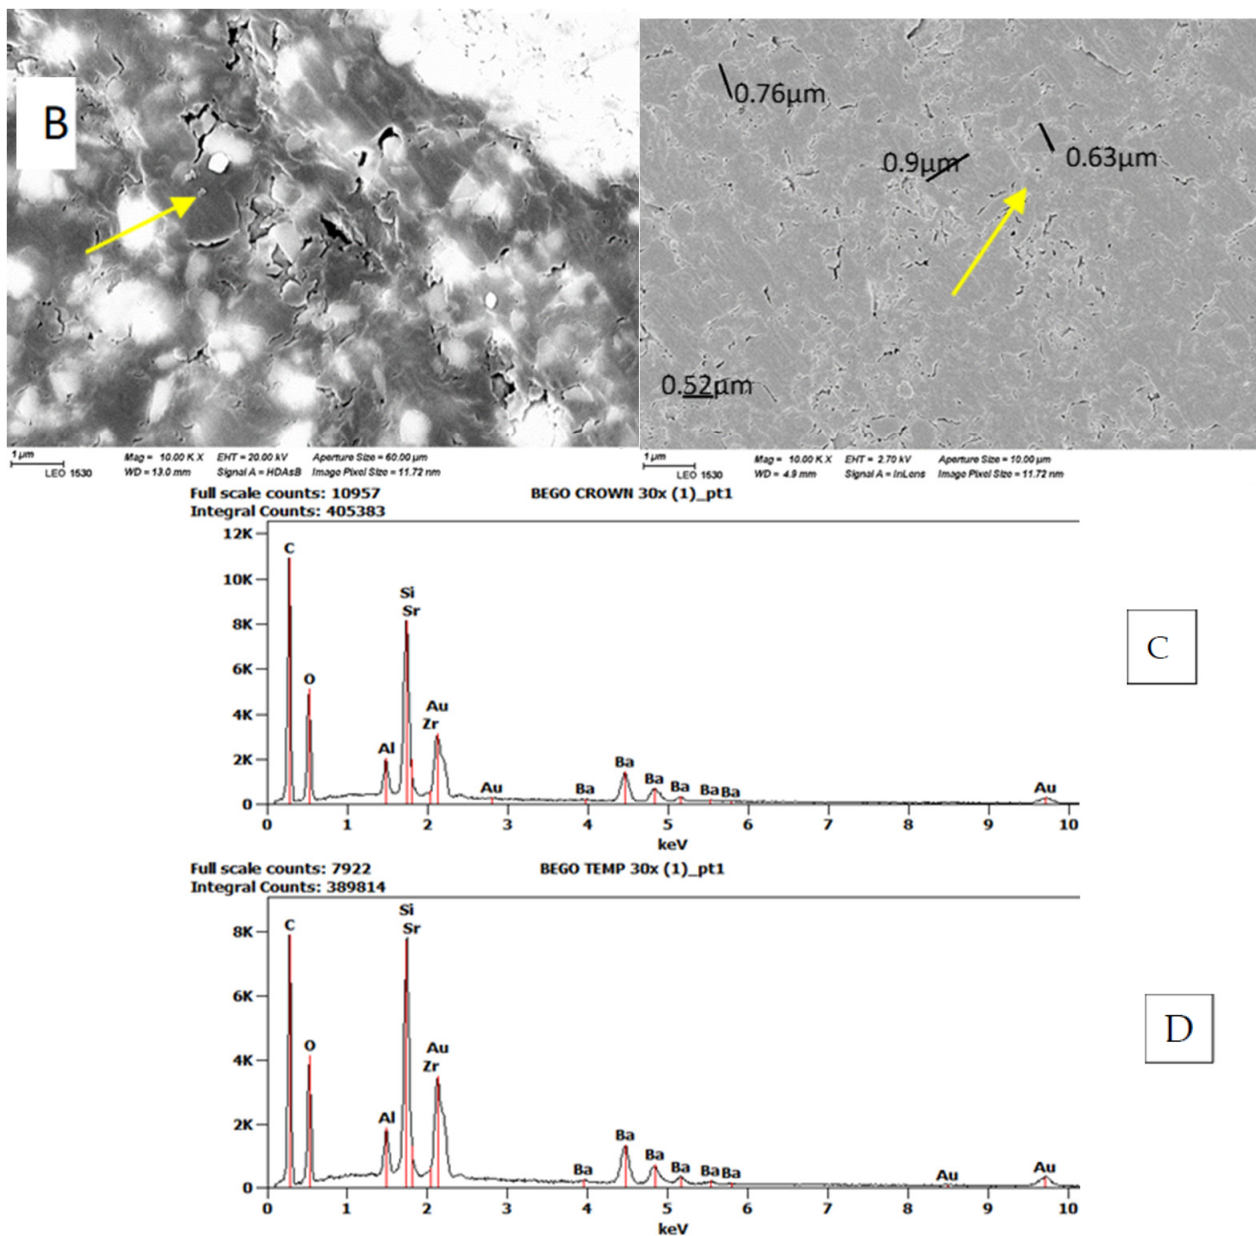 B
0.76µm
0.9µm
0.63µm
0.52µm
1 µm
LEO 1530
Mag = 10.00 K X EHT = 20.00 kV Aperture Size = 60.00 µm
WD = 13.0 mm Signal A = HDAsB Image Pixel Size = 11.72 nm
1 µm
LEO 1530
Mag = 10.00 K X EHT = 2.70 kV Aperture Size = 10.00 µm
WD = 4.9 mm Signal A = InLens Image Pixel Size = 11.72 nm
Full scale counts: 10957 BEGO CROWN 30x (1)_pt1
Integral Counts: 405383
12K
10K
8K
6K
4K
2K
0
C
O
Al
Si
Sr
Au
Zr
Au
Ba
Ba
Ba
Ba
Ba
Ba
Au
0 1 2 3 4 5 6 7 8 9 10
keV
C
Full scale counts: 7922 BEGO TEMP 30x (1)_pt1
Integral Counts: 389814
8K
6K
4K
2K
0
C
O
Al
Si
Sr
Au
Zr
Ba
Ba
Ba
Ba
Ba
Ba
Au
Au
0 1 2 3 4 5 6 7 8 9 10
keV
D